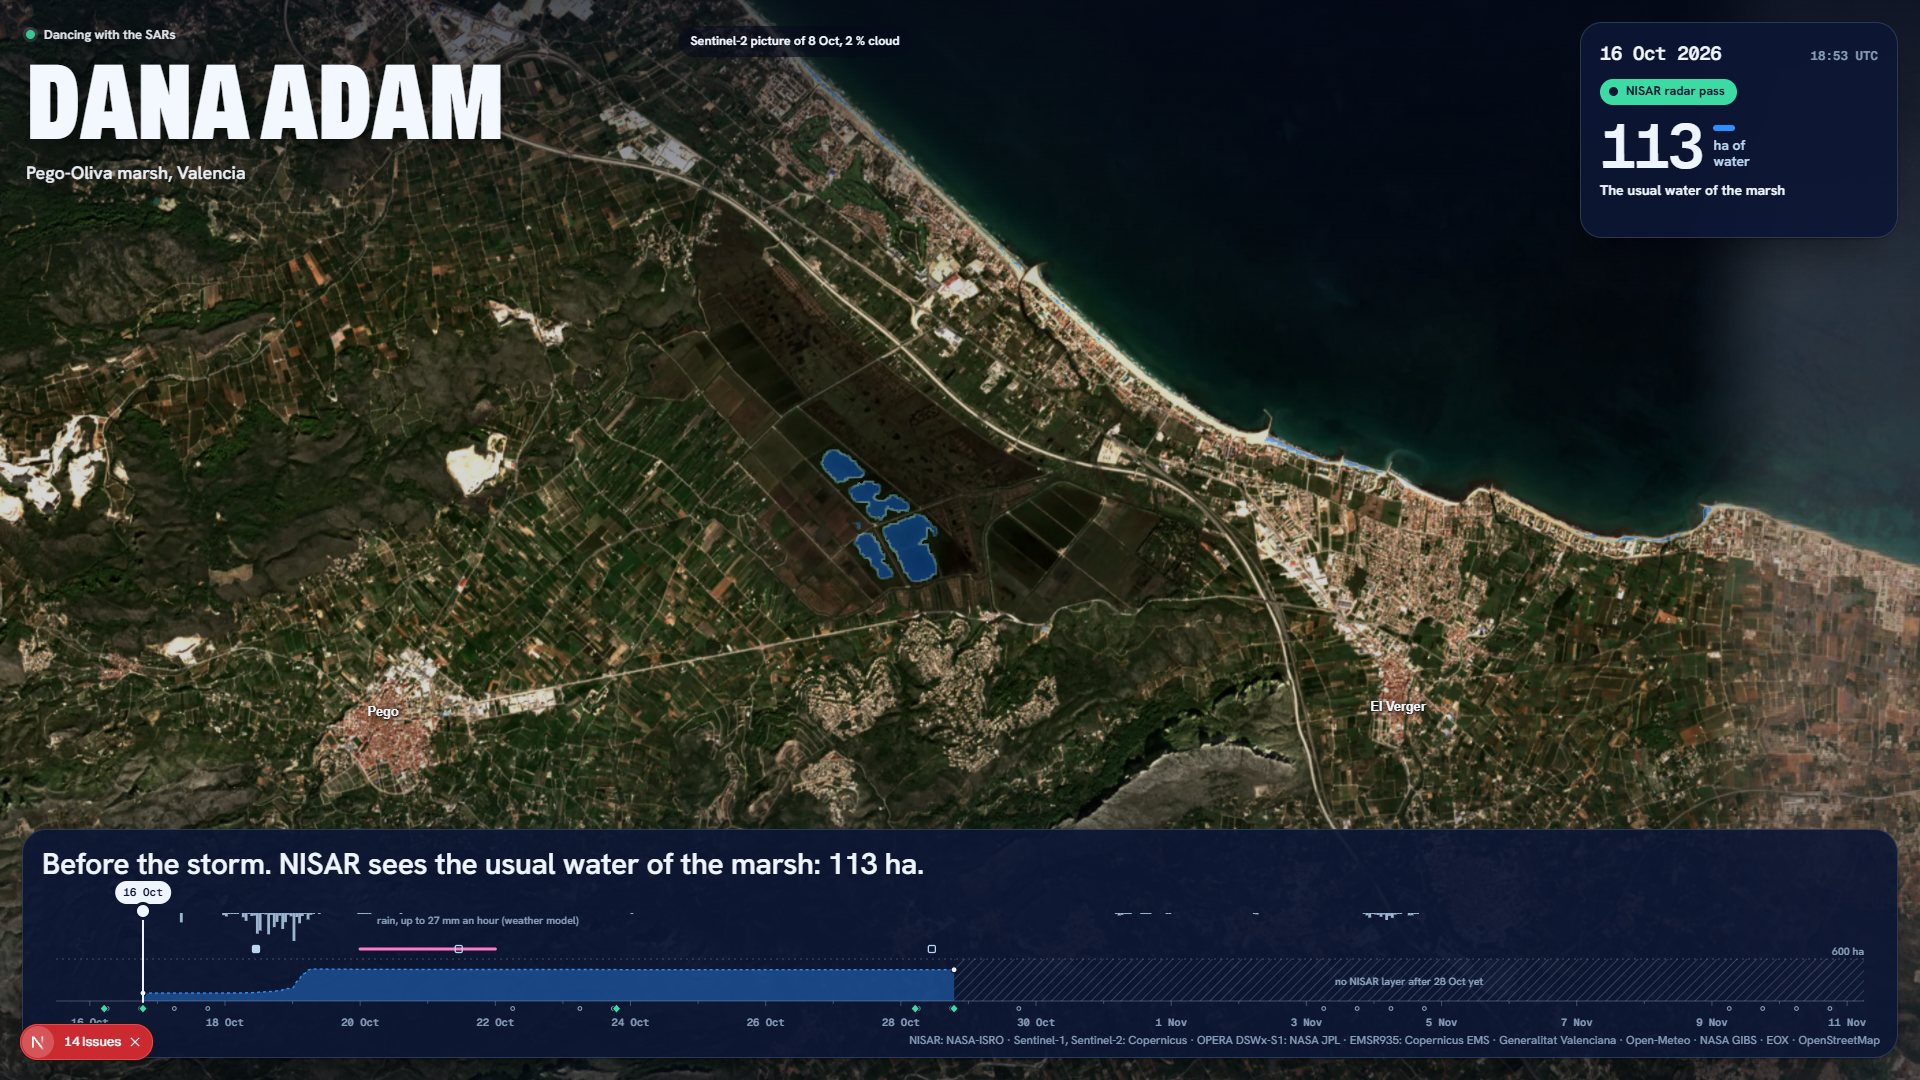 Dancing with the SARs
DANA ADAM
Pego-Oliva marsh, Valencia
Sentinel-2 picture of 8 Oct, 2 % cloud
16 Oct 2026
18:53 UTC
NISAR radar pass
113
ha of
water
The usual water of the marsh
Pego
El Verger
Before the storm. NISAR sees the usual water of the marsh: 113 ha.
16 Oct
rain, up to 27 mm an hour (weather model)
600 ha
no NISAR layer after 28 Oct yet
16 Oct
18 Oct
20 Oct
22 Oct
24 Oct
26 Oct
28 Oct
30 Oct
1 Nov
3 Nov
5 Nov
7 Nov
9 Nov
11 Nov
N
14 Issues
NISAR: NASA-ISRO · Sentinel-1, Sentinel-2: Copernicus · OPERA DSWx-S1: NASA JPL · EMSR935: Copernicus EMS · Generalitat Valenciana · Open-Meteo · NASA GIBS · EOX · OpenStreetMap